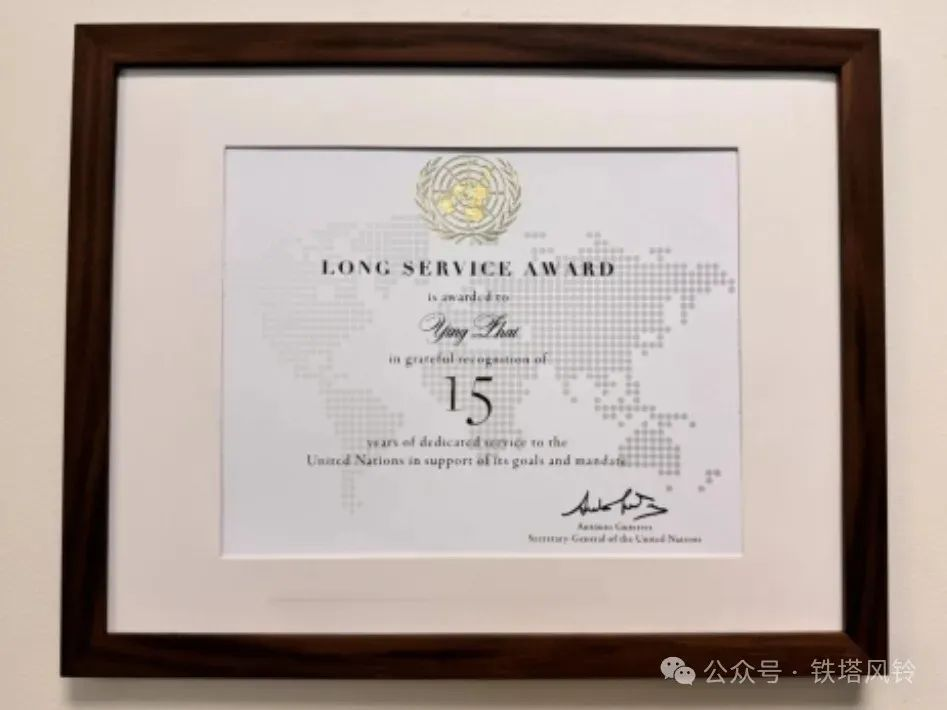 LONG SERVICE AWARD
is awarded to
Ying Zhai
in grateful recognition of
15
years of dedicated service to the
United Nations in support of its goals and mandate
António Guterres
Secretary-General of the United Nations
公众号 · 铁塔风铃